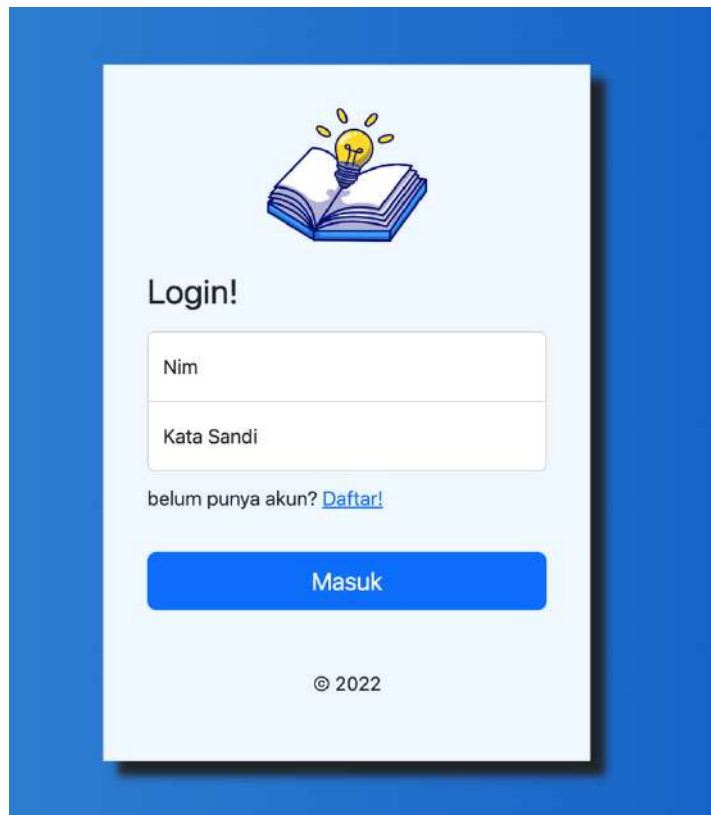 Login!
Nim
Kata Sandi
belum punya akun? Daftar!
Masuk
© 2022